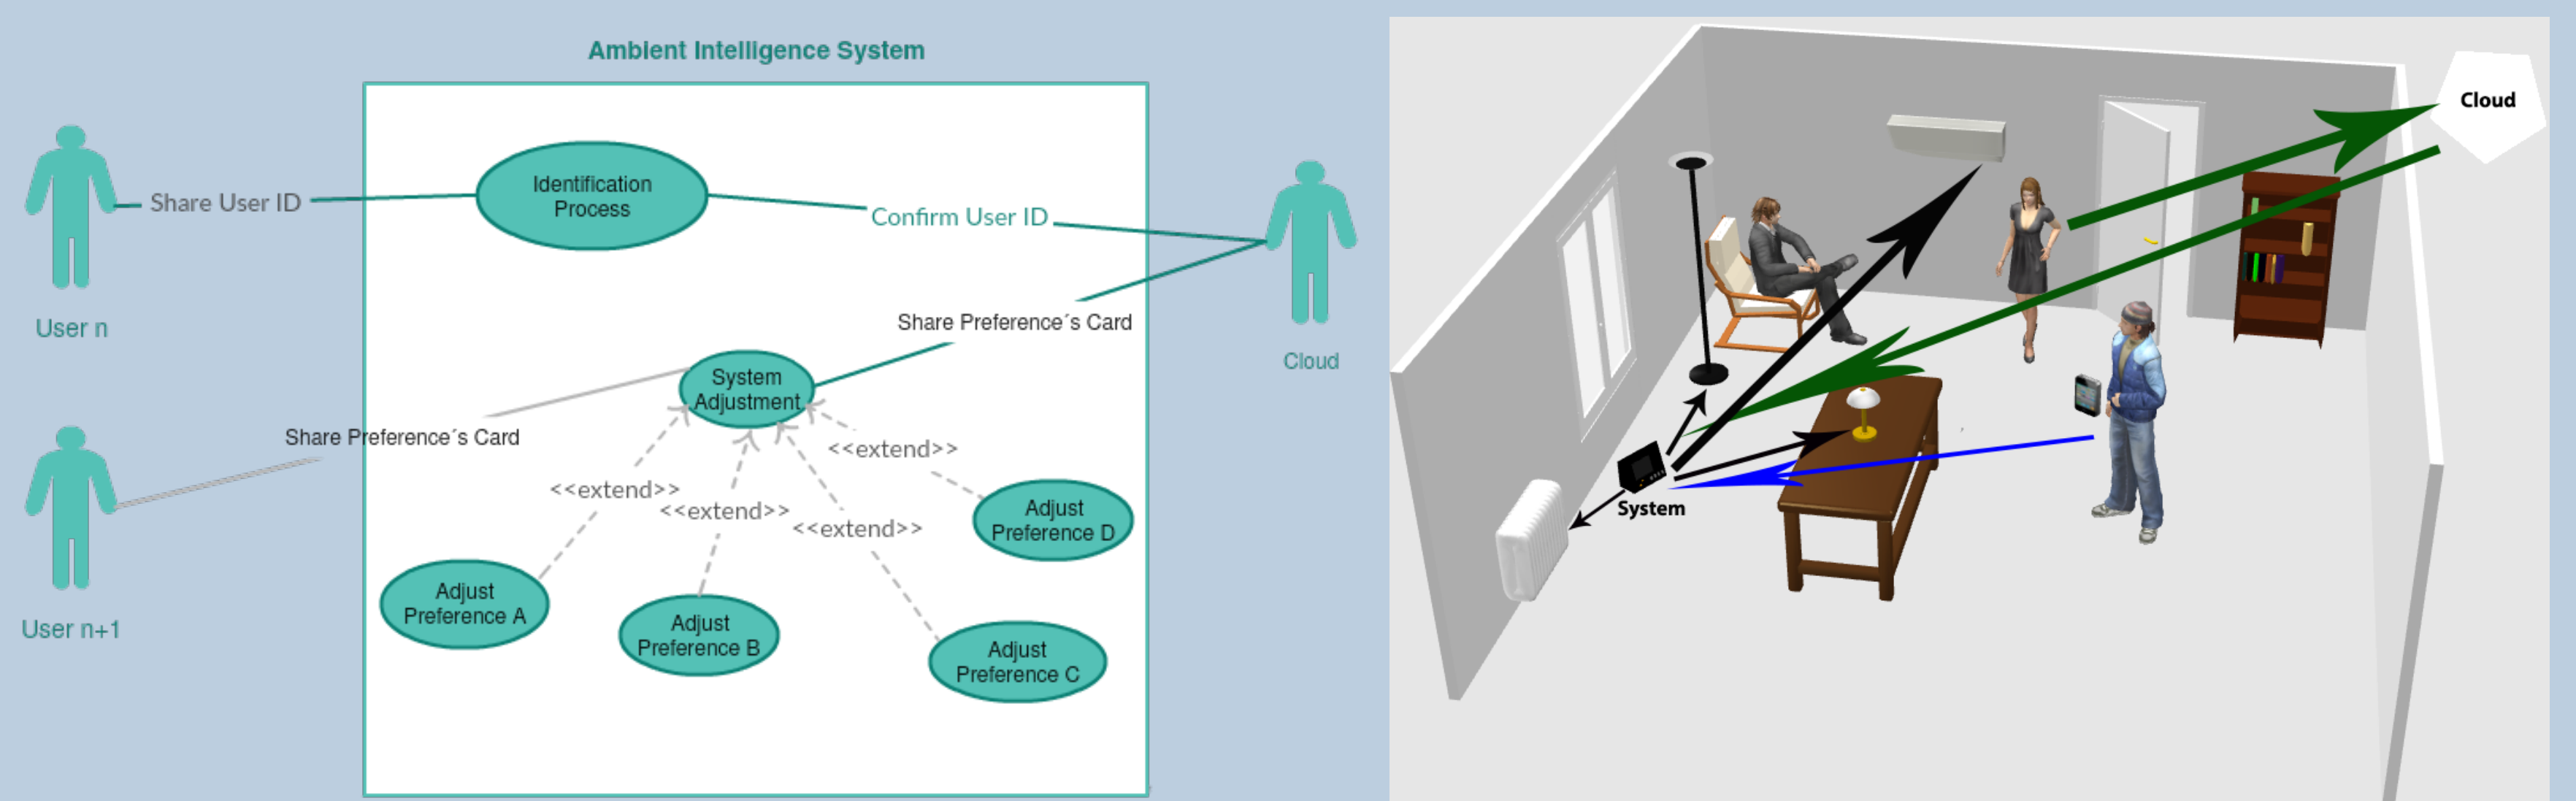 Ambient Intelligence System
Identification
Process
Share User ID
Confirm User ID
User n
Cloud
Share Preference´s Card
System
Adjustment
Share Preference´s Card
<<extend>>
<<extend>>
<<extend>>
<<extend>>
Adjust
Preference D
Adjust
Preference A
Adjust
Preference B
Adjust
Preference C
User n+1
Cloud
System